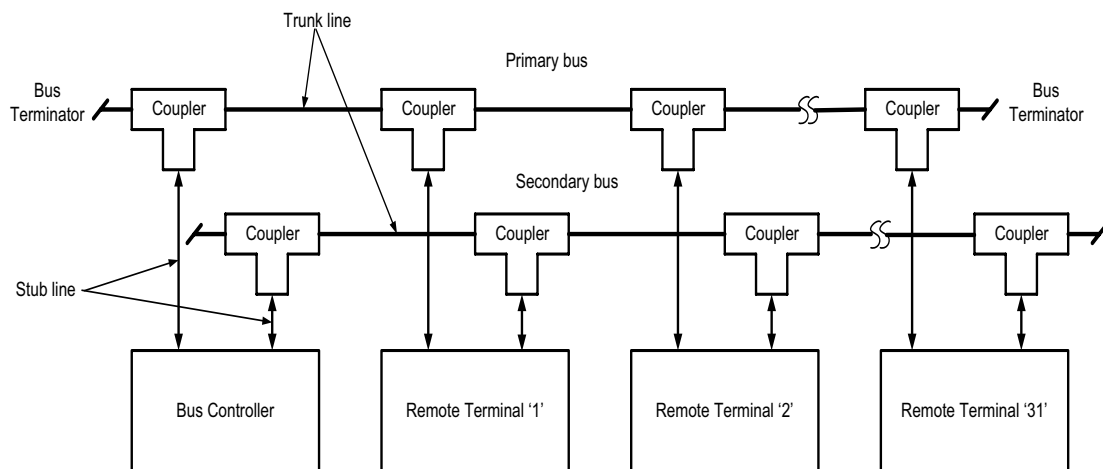 Trunk line
Primary bus
Bus
Terminator
Coupler
Coupler
Coupler
Coupler
Bus
Terminator
Secondary bus
Coupler
Coupler
Coupler
Coupler
Stub line
Bus Controller
Remote Terminal ‘1’
Remote Terminal ‘2’
Remote Terminal ‘31’